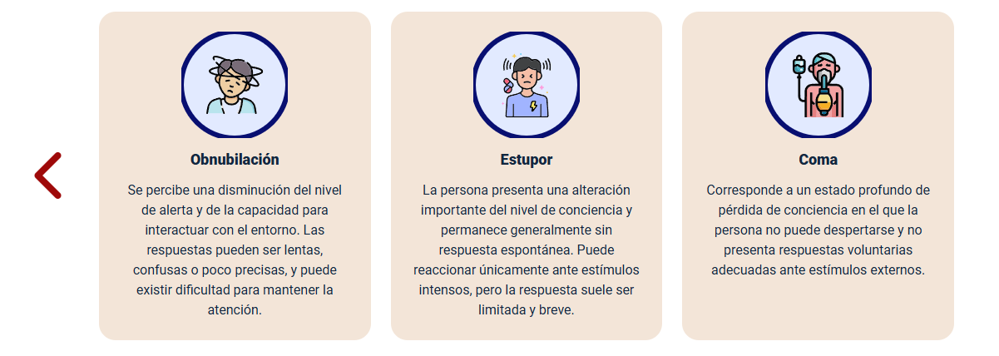 Obnubilación
Se percibe una disminución del nivel
de alerta y de la capacidad para
interactuar con el entorno. Las
respuestas pueden ser lentas,
confusas o poco precisas, y puede
existir dificultad para mantener la
atención.
Estupor
La persona presenta una alteración
importante del nivel de conciencia y
permanece generalmente sin
respuesta espontánea. Puede
reaccionar únicamente ante estímulos
intensos, pero la respuesta suele ser
limitada y breve.
Coma
Corresponde a un estado profundo de
pérdida de conciencia en el que la
persona no puede despertarse y no
presenta respuestas voluntarias
adecuadas ante estímulos externos.